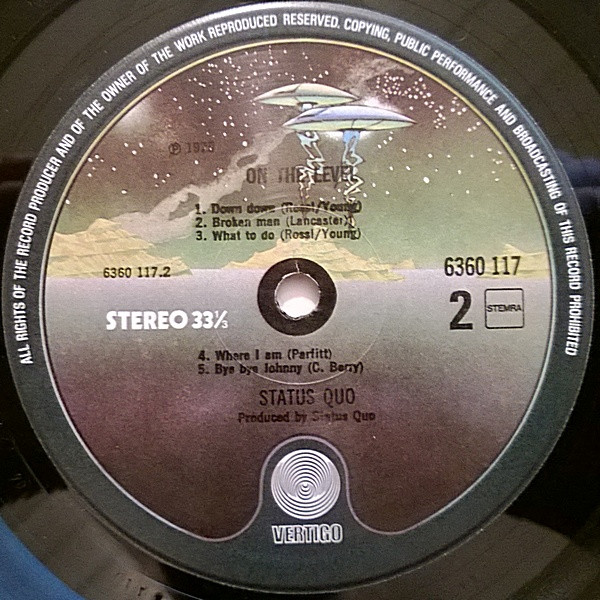 ALL RIGHTS OF THE RECORD PRODUCER AND OF THE OWNER OF THE WORK REPRODUCED RESERVED. COPYING, PUBLIC PERFORMANCE AND BROADCASTING OF THIS RECORD PROHIBITED
℗ 1975
ON THE LEVEL
1. Down down (Rossi/Young)
2. Broken man (Lancaster)
3. What to do (Rossi/Young)
6360 117.2
6360 117
STEREO 33⅓
2
STEMRA
4. Where I am (Parfitt)
5. Bye bye Johnny (C. Berry)
STATUS QUO
Produced by Status Quo
VERTIGO